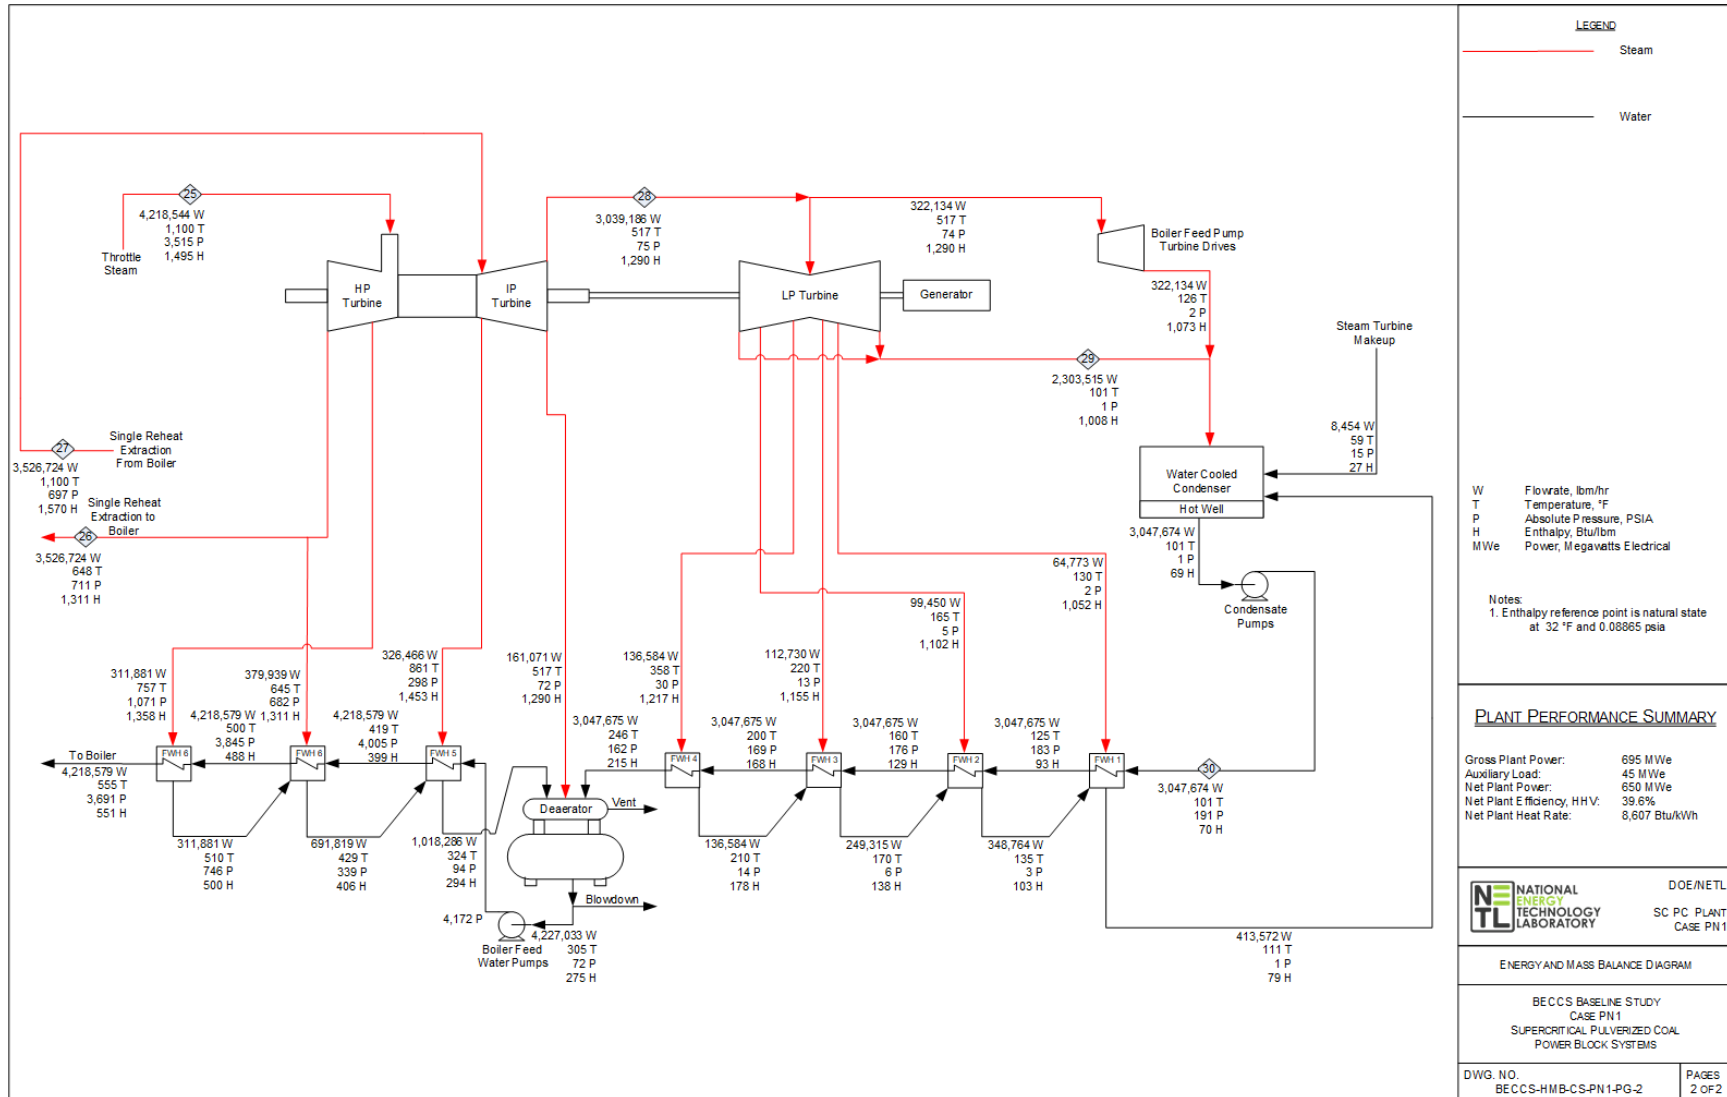 25
4,218,544 W
1,100 T
3,515 P
1,495 H
Throttle
Steam
HP
Turbine
IP
Turbine
28
3,039,186 W
517 T
75 P
1,290 H
322,134 W
517 T
74 P
1,290 H
Boiler Feed Pump
Turbine Drives
LP Turbine
Generator
322,134 W
126 T
2 P
1,073 H
Steam Turbine
Makeup
29
2,303,515 W
101 T
1 P
1,008 H
8,454 W
59 T
15 P
27 H
27
Single Reheat
Extraction
From Boiler
3,526,724 W
1,100 T
697 P
1,570 H
Single Reheat
Extraction to
Boiler
26
3,526,724 W
648 T
711 P
1,311 H
Water Cooled
Condenser
Hot Well
3,047,674 W
101 T
1 P
69 H
Condensate
Pumps
64,773 W
130 T
2 P
1,052 H
99,450 W
165 T
5 P
1,102 H
112,730 W
220 T
13 P
1,155 H
136,584 W
358 T
30 P
1,217 H
161,071 W
517 T
72 P
1,290 H
326,466 W
861 T
298 P
1,453 H
379,939 W
645 T
682 P
1,311 H
311,881 W
757 T
1,071 P
1,358 H
4,218,579 W
500 T
3,845 P
488 H
4,218,579 W
419 T
4,005 P
399 H
3,047,675 W
246 T
162 P
215 H
3,047,675 W
200 T
169 P
168 H
3,047,675 W
160 T
176 P
129 H
3,047,675 W
125 T
183 P
93 H
To Boiler
4,218,579 W
555 T
3,691 P
551 H
FWH 6
FWH 6
FWH 5
FWH 4
FWH 3
FWH 2
FWH 1
30
3,047,674 W
101 T
191 P
70 H
Deaerator
Vent
Blowdown
311,881 W
510 T
746 P
500 H
691,819 W
429 T
339 P
406 H
1,018,286 W
324 T
94 P
294 H
136,584 W
210 T
14 P
178 H
249,315 W
170 T
6 P
138 H
348,764 W
135 T
3 P
103 H
4,172 P
Boiler Feed
Water Pumps
4,227,033 W
305 T
72 P
275 H
413,572 W
111 T
1 P
79 H
LEGEND
Steam
Water
W Flowrate, lbm/hr
T Temperature, °F
P Absolute Pressure, PSIA
H Enthalpy, Btu/lbm
MWe Power, Megawatts Electrical
Notes:
1. Enthalpy reference point is natural state
at 32 °F and 0.08865 psia
PLANT PERFORMANCE SUMMARY
Gross Plant Power: 695 MWe
Auxiliary Load: 45 MWe
Net Plant Power: 650 MWe
Net Plant Efficiency, HHV: 39.6%
Net Plant Heat Rate: 8,607 Btu/kWh
NETL
NATIONAL
ENERGY
TECHNOLOGY
LABORATORY
DOE/NETL
SC PC PLANT
CASE PN1
ENERGY AND MASS BALANCE DIAGRAM
BECCS BASELINE STUDY
CASE PN1
SUPERCRITICAL PULVERIZED COAL
POWER BLOCK SYSTEMS
DWG. NO.
BECCS-HMB-CS-PN1-PG-2
PAGES
2 OF 2